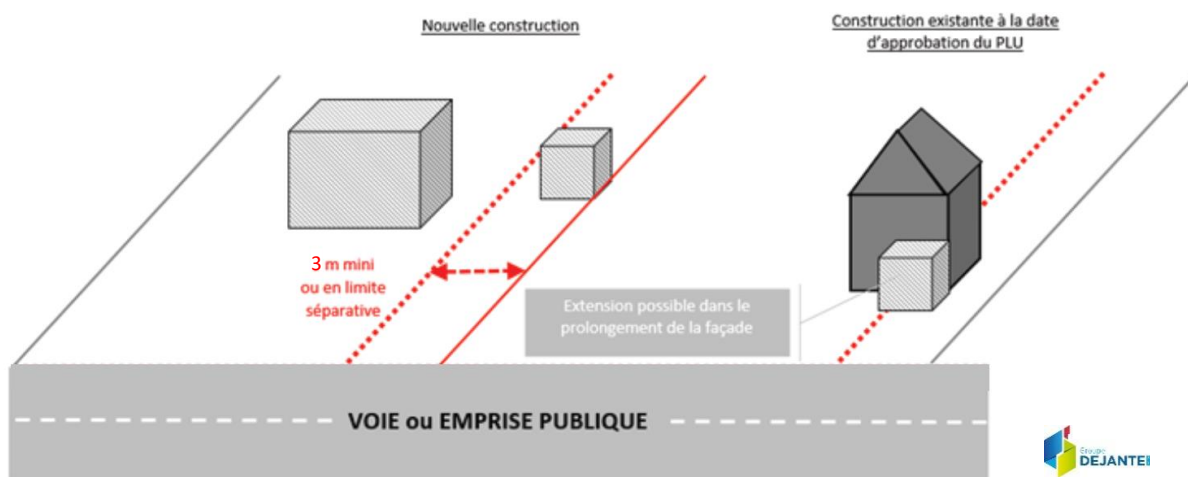 Nouvelle construction
Construction existante à la date
d'approbation du PLU
3 m mini
ou en limite
séparative
Extension possible dans le
prolongement de la façade
VOIE ou EMPRISE PUBLIQUE
Groupe
DEJANTE